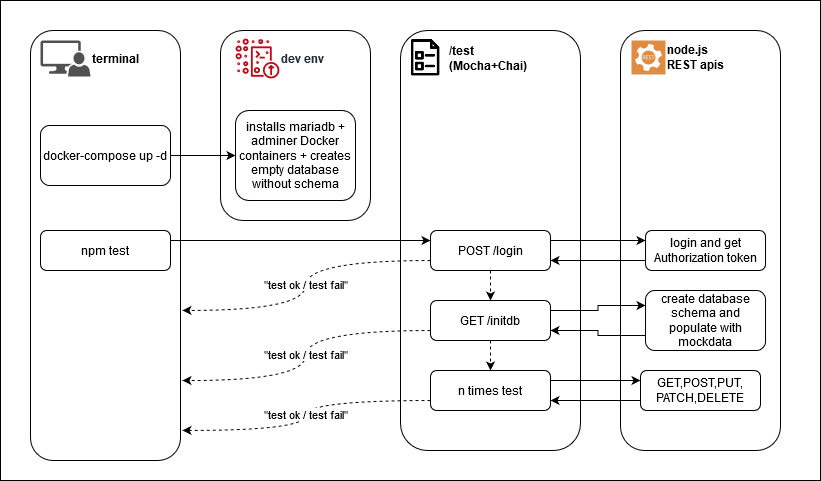 terminal
dev env
/test
(Mocha+Chai)
node.js
REST apis
REST
docker-compose up -d
installs mariadb +
adminer Docker
containers + creates
empty database
without schema
npm test
POST /login
login and get
Authorization token
"test ok / test fail"
GET /initdb
create database
schema and
populate with
mockdata
"test ok / test fail"
n times test
GET,POST,PUT,
PATCH,DELETE
"test ok / test fail"